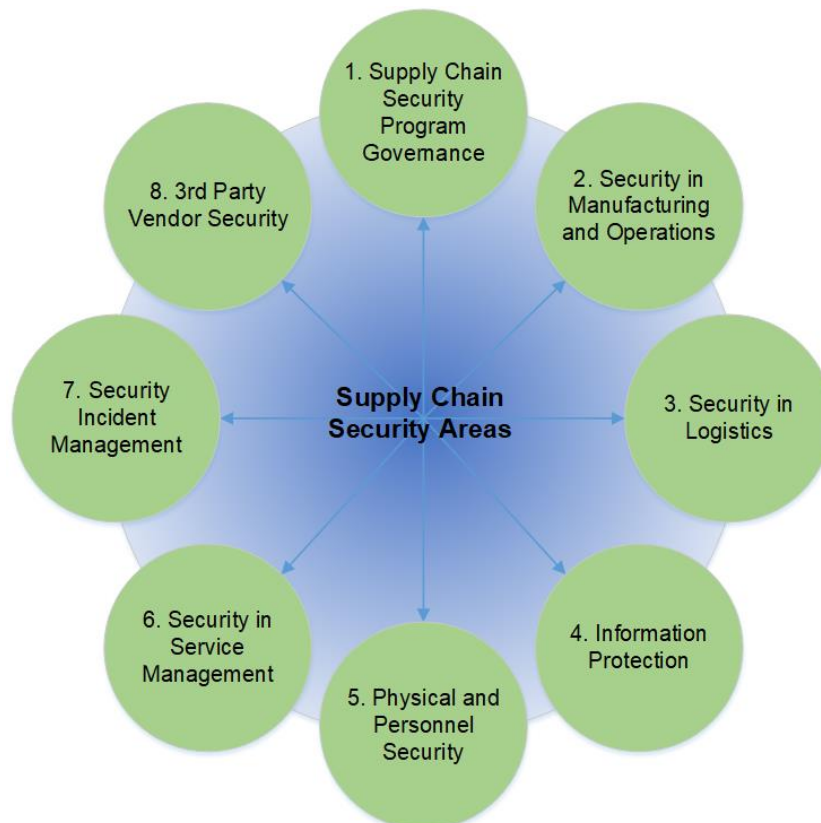 1. Supply Chain
Security
Program
Governance
2. Security in
Manufacturing
and Operations
3. Security in
Logistics
4. Information
Protection
5. Physical and
Personnel
Security
6. Security in
Service
Management
7. Security
Incident
Management
8. 3rd Party
Vendor Security
Supply Chain
Security Areas